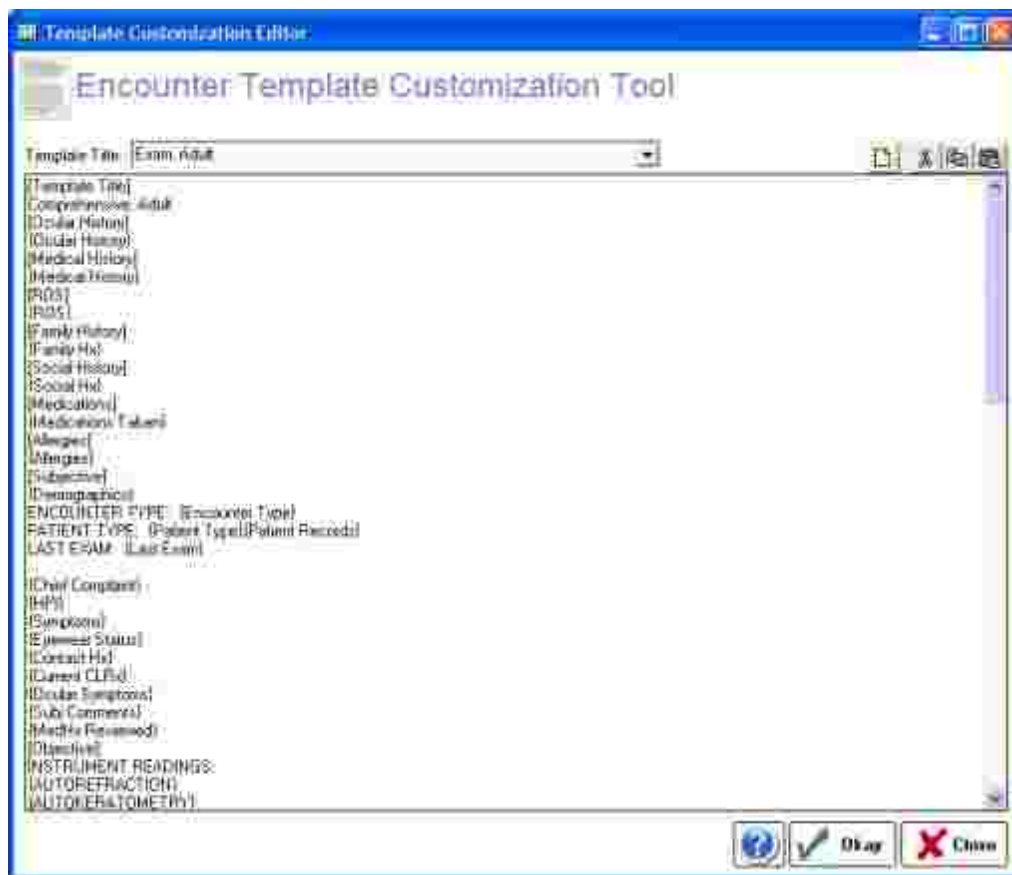 Template Customization Editor
Encounter Template Customization Tool
Template Title Exam, Adult
[Template Title]
Comprehensive, Adult
[Ocular History]
{Ocular History}
[Medical History]
{Medical History}
[ROS]
{ROS}
[Family History]
{Family Hx}
[Social History]
{Social Hx}
[Medications]
{Medications Taken}
[Allergies]
{Allergies}
[Subjective]
{Demographics}
ENCOUNTER TYPE: {Encounter Type}
PATIENT TYPE: {Patient Type}{Patient Records}
LAST EXAM: {Last Exam}
{Chief Complaint}
{HPI}
{Symptoms}
{Eyewear Status}
{Contact Hx}
{Current CLRx}
{Ocular Symptoms}
{Subj Comments}
{MedHx Reviewed}
[Objective]
INSTRUMENT READINGS:
{AUTOREFRACTION}
{AUTOKERATOMETRY}
Okay
Close